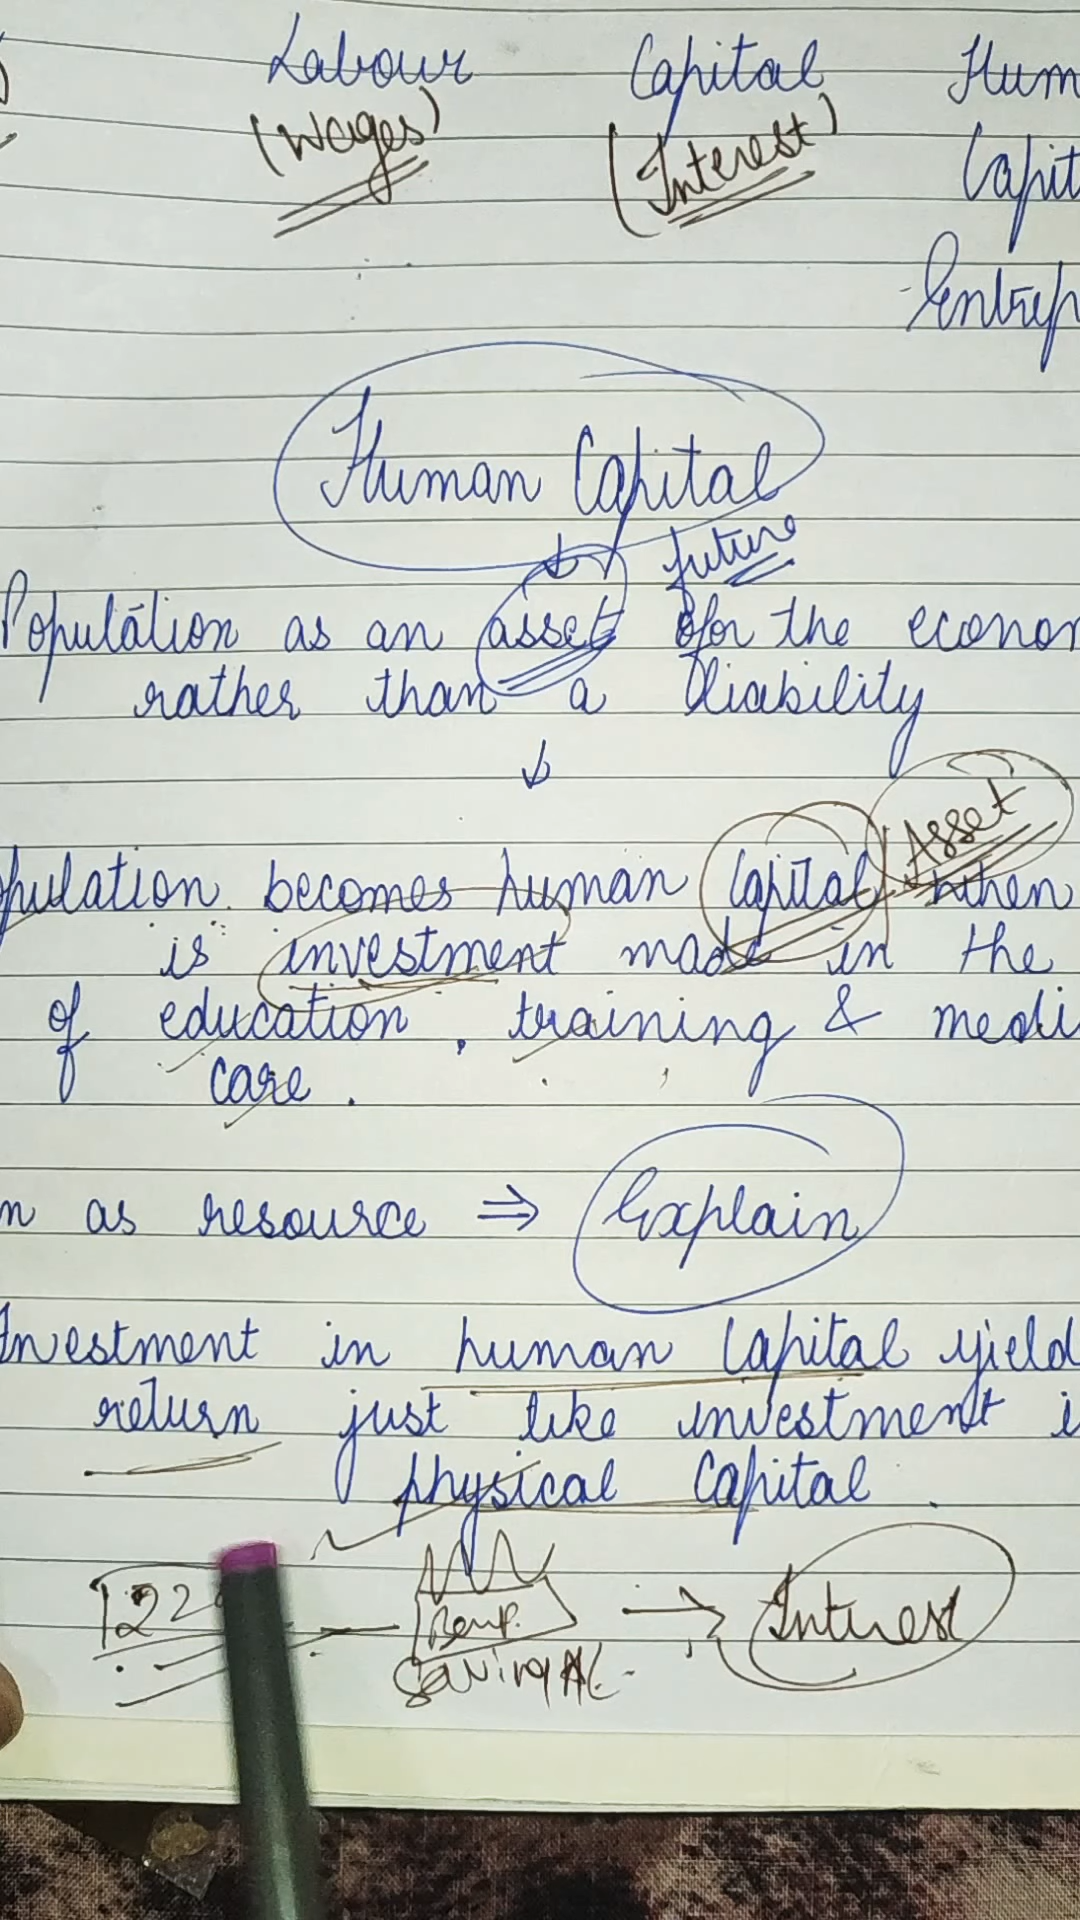 Labour Capital Hum
(Wages) (Interest) Capit
Entrep
Human Capital
future
Population as an asset for the econom
rather than a liability
Asset
pulation becomes human Capital when
is investment made in the
of education, training & medi
care.
n as resource ⇒ Explain
Investment in human Capital yield
return just like investment i
physical Capital.
→ Interest
Saving A/C